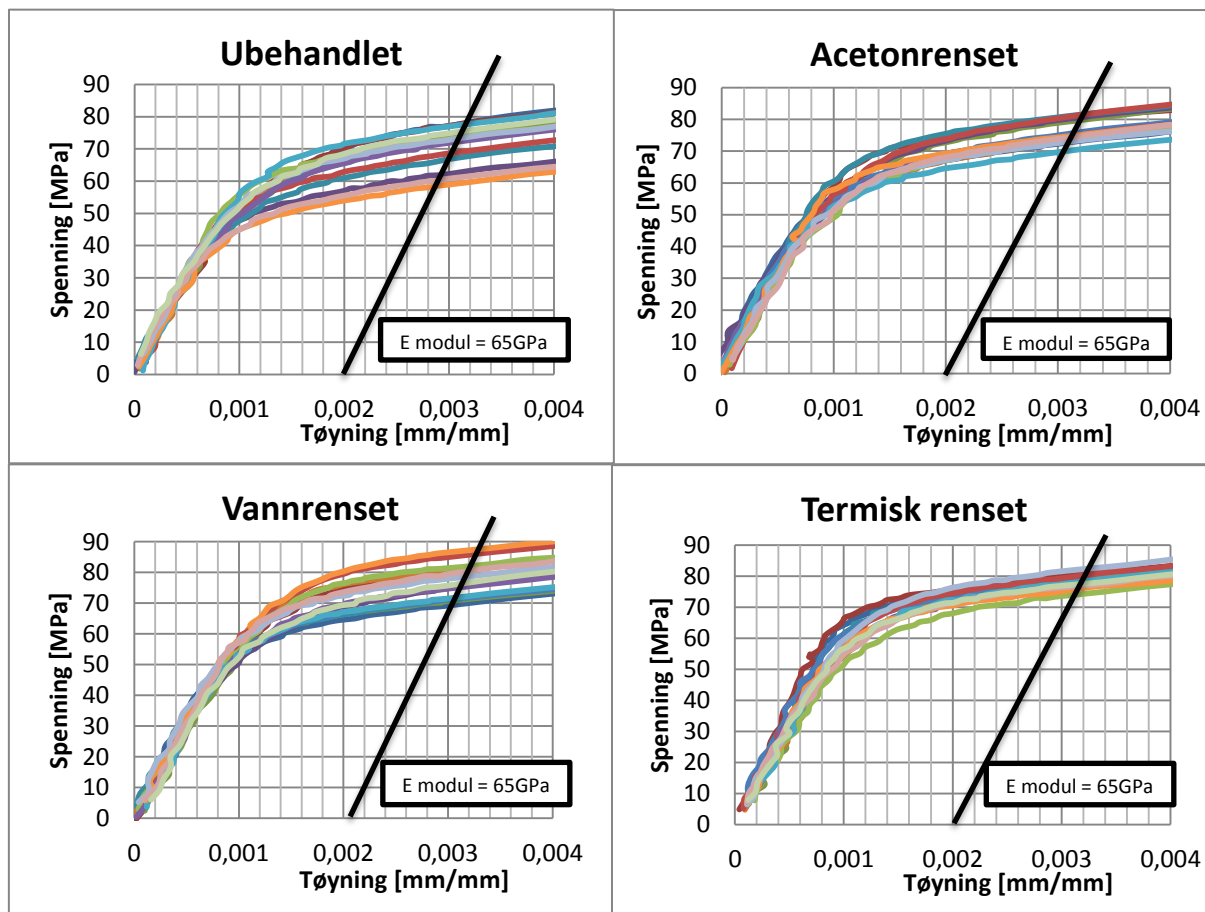 Ubehandlet
Spenning [MPa]
90
80
70
60
50
40
30
20
10
0
E modul = 65GPa
0 0,001 0,002 0,003 0,004
Tøyning [mm/mm]
Acetonrenset
Spenning [MPa]
90
80
70
60
50
40
30
20
10
0
E modul = 65GPa
0 0,001 0,002 0,003 0,004
Tøyning [mm/mm]
Vannrenset
Spenning [MPa]
90
80
70
60
50
40
30
20
10
0
E modul = 65GPa
0 0,001 0,002 0,003 0,004
Tøyning [mm/mm]
Termisk renset
Spenning [MPa]
90
80
70
60
50
40
30
20
10
0
E modul = 65GPa
0 0,001 0,002 0,003 0,004
Tøyning [mm/mm]